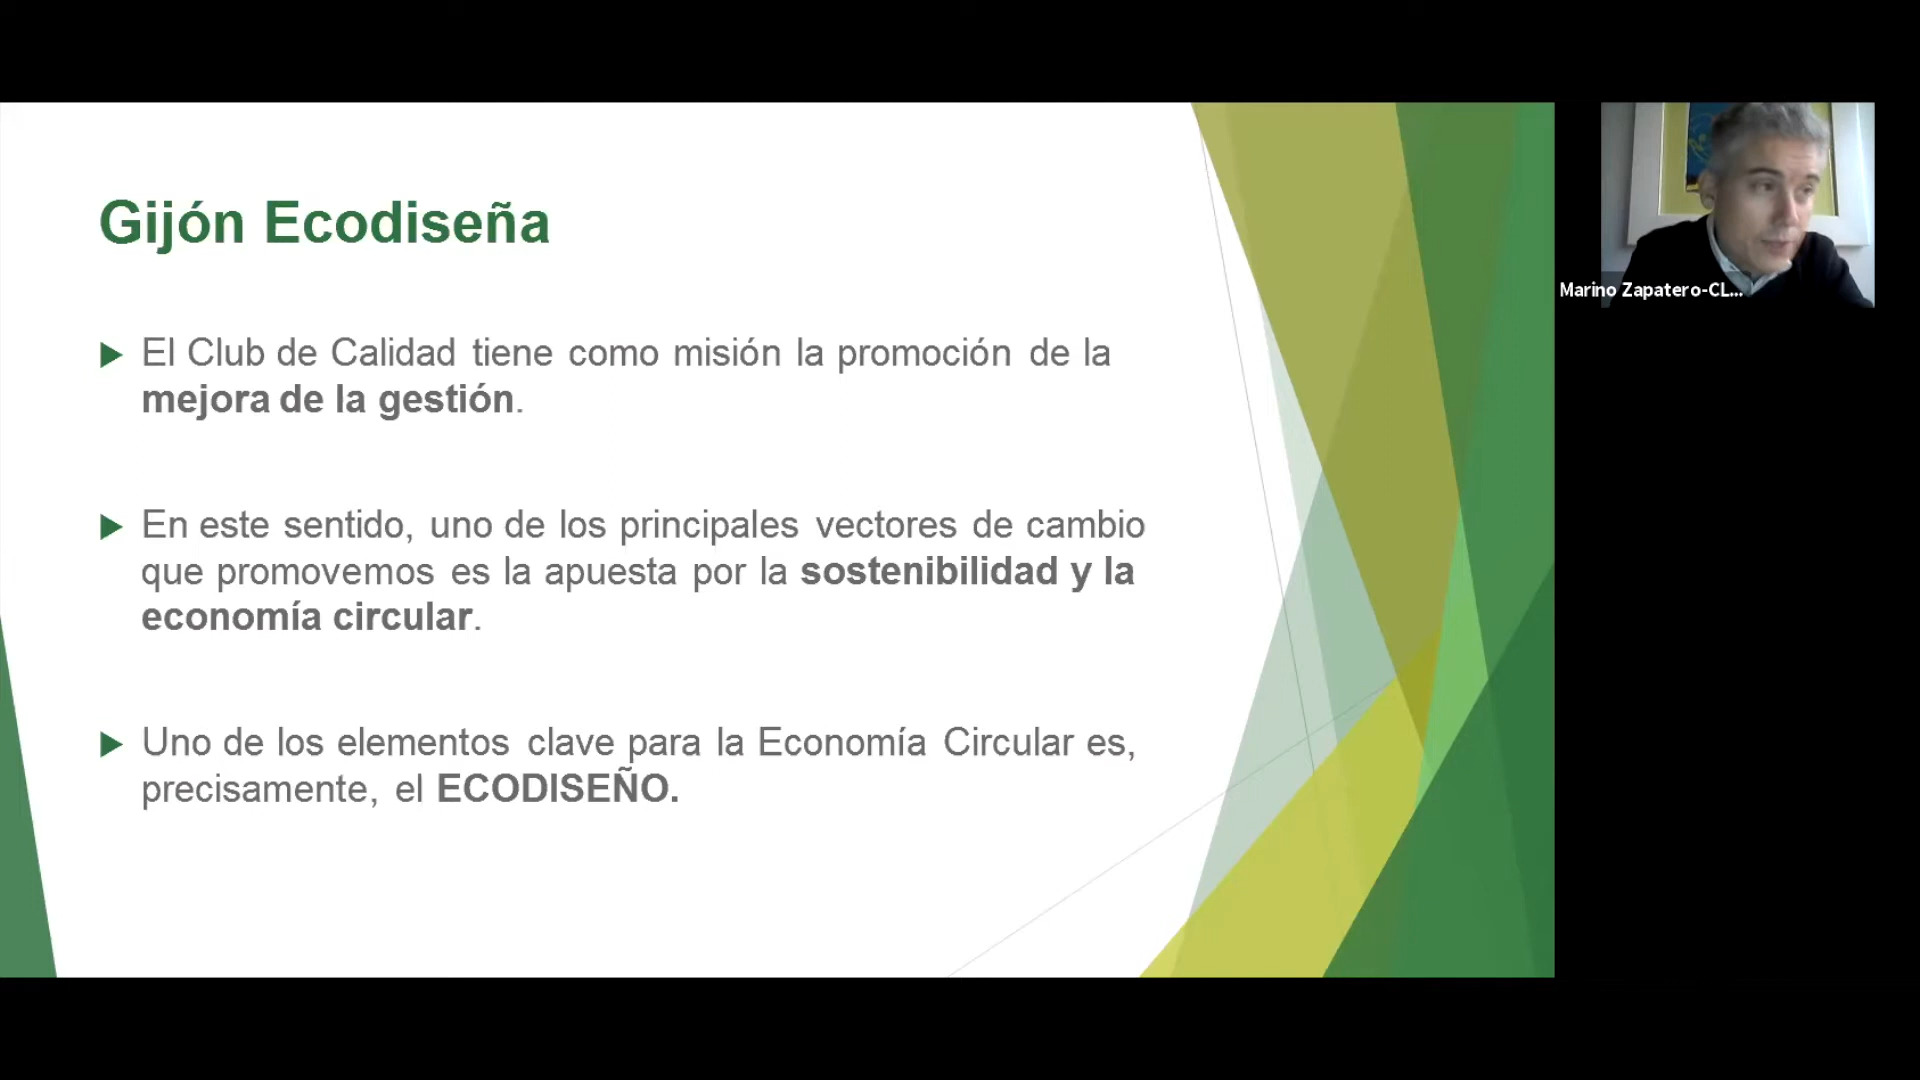 Gijón Ecodiseña
El Club de Calidad tiene como misión la promoción de la
mejora de la gestión.
En este sentido, uno de los principales vectores de cambio
que promovemos es la apuesta por la sostenibilidad y la
economía circular.
Uno de los elementos clave para la Economía Circular es,
precisamente, el ECODISEÑO.
Marino Zapatero-CL...